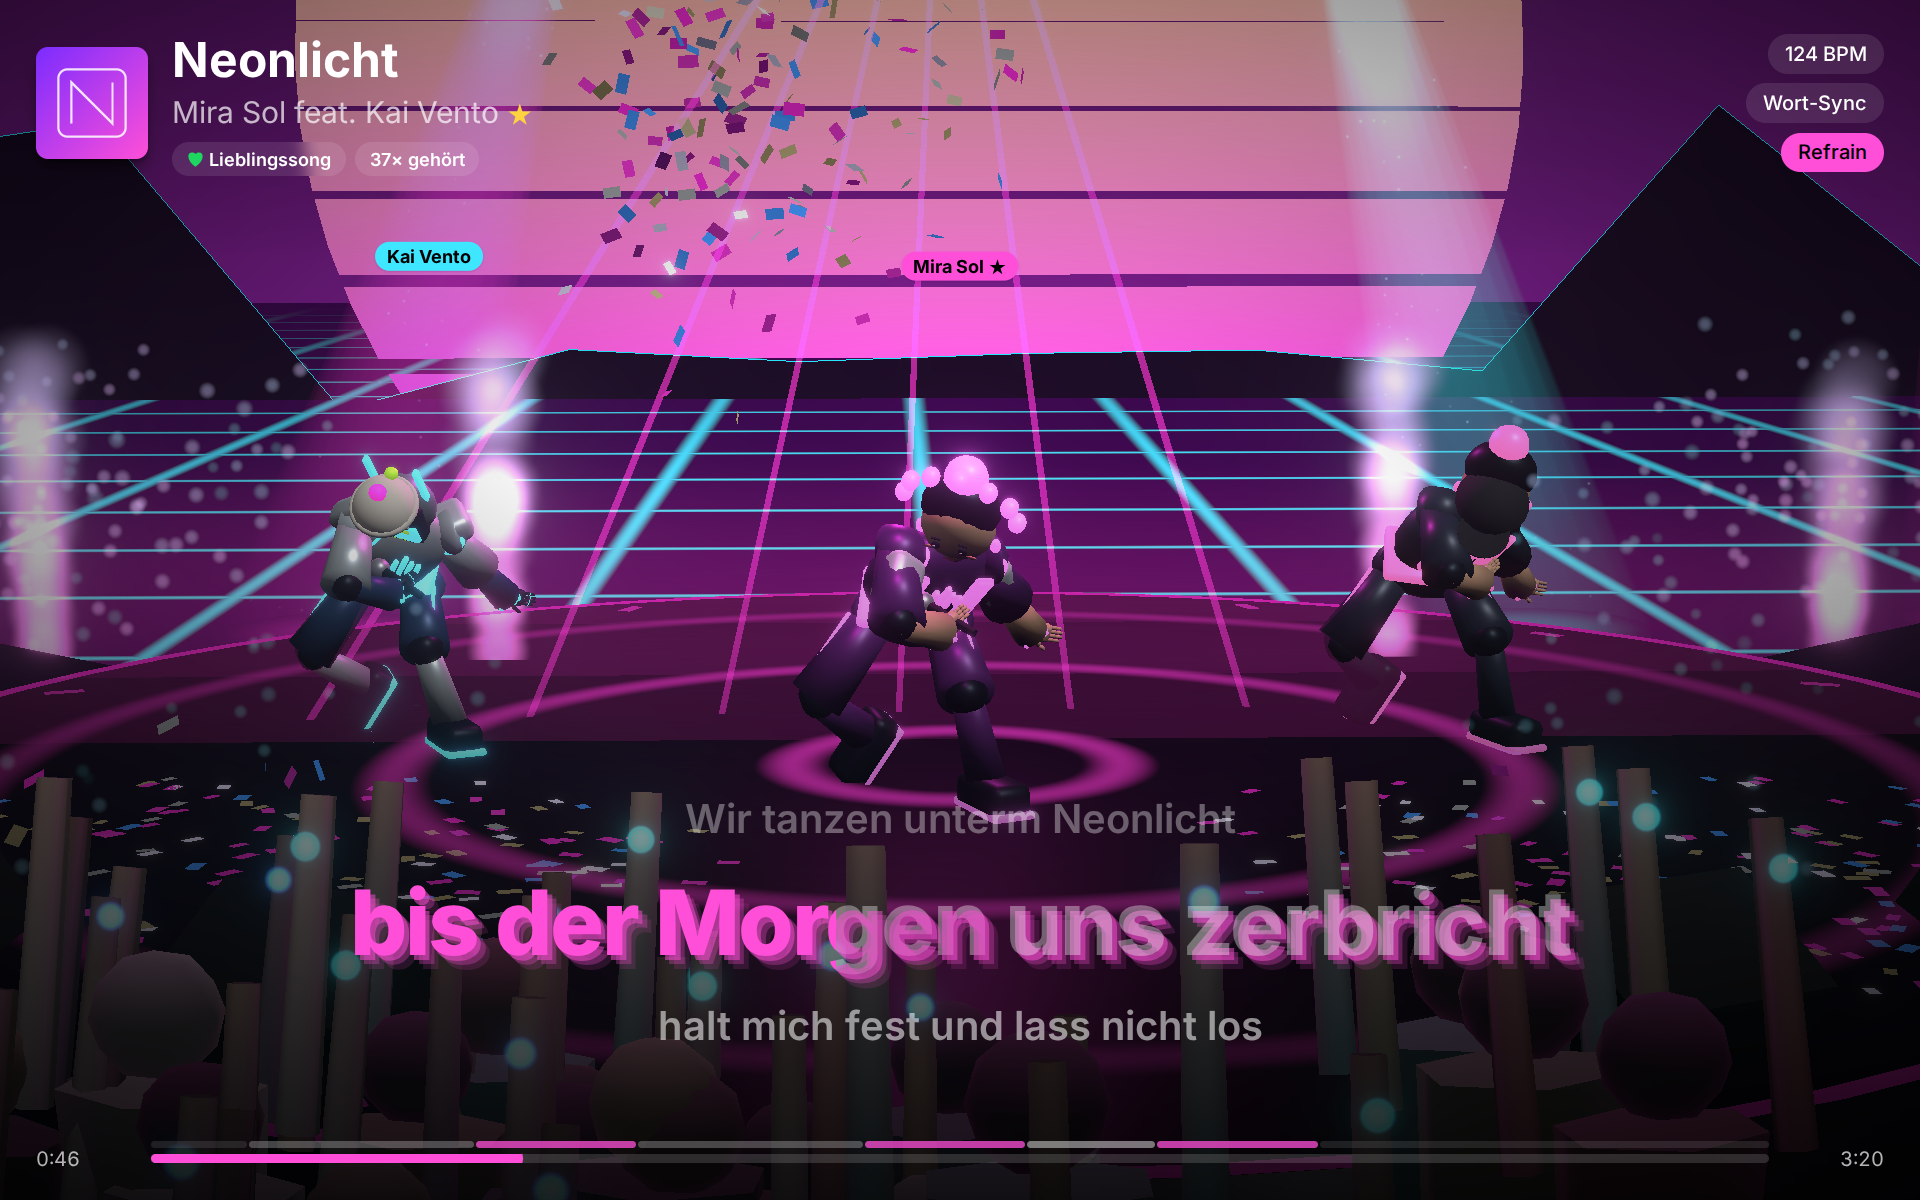 N
Neonlicht
Mira Sol feat. Kai Vento ★
Lieblingssong
37× gehört
124 BPM
Wort-Sync
Refrain
Kai Vento
Mira Sol ★
Wir tanzen unterm Neonlicht
bis der Morgen uns zerbricht
halt mich fest und lass nicht los
0:46
3:20